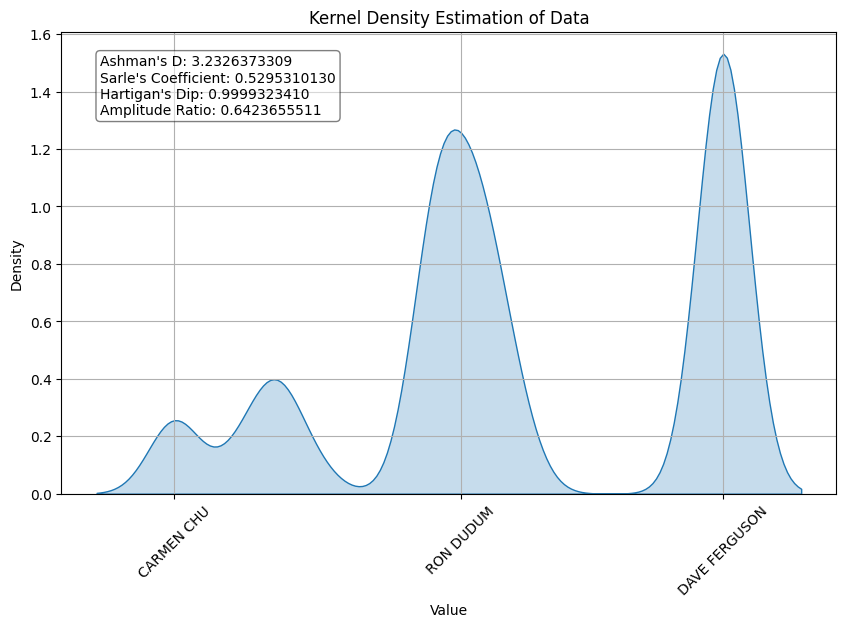 Kernel Density Estimation of Data
Ashman's D: 3.2326373309
Sarle's Coefficient: 0.5295310130
Hartigan's Dip: 0.9999323410
Amplitude Ratio: 0.6423655511
1.6
1.4
1.2
1.0
0.8
0.6
0.4
0.2
0.0
Density
CARMEN CHU
RON DUDUM
DAVE FERGUSON
Value